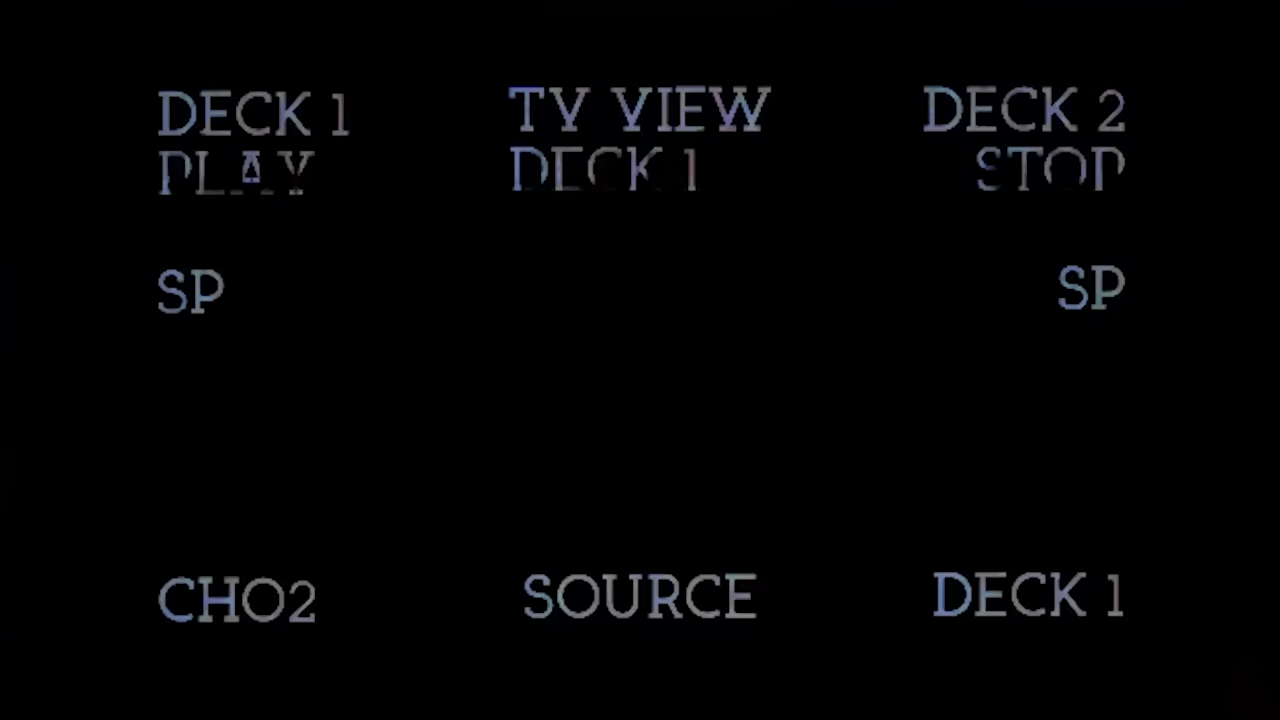 DECK 1 TV VIEW DECK 2
PLAY DECK 1 STOP
SP SP
CHO2 SOURCE DECK 1